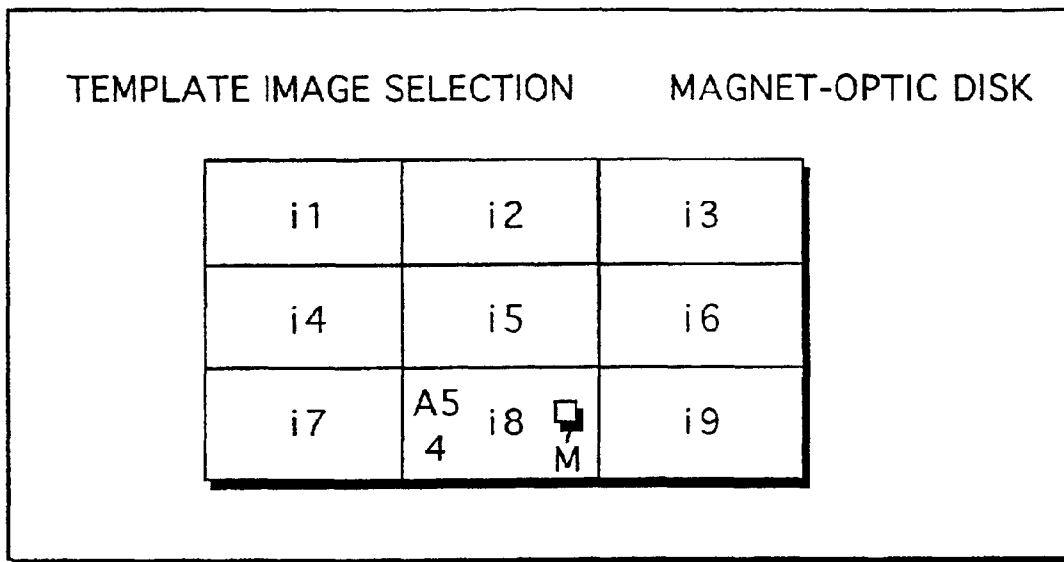 TEMPLATE IMAGE SELECTION MAGNET-OPTIC DISK
i1 i2 i3
i4 i5 i6
i7 A5 i8 i9
4 M